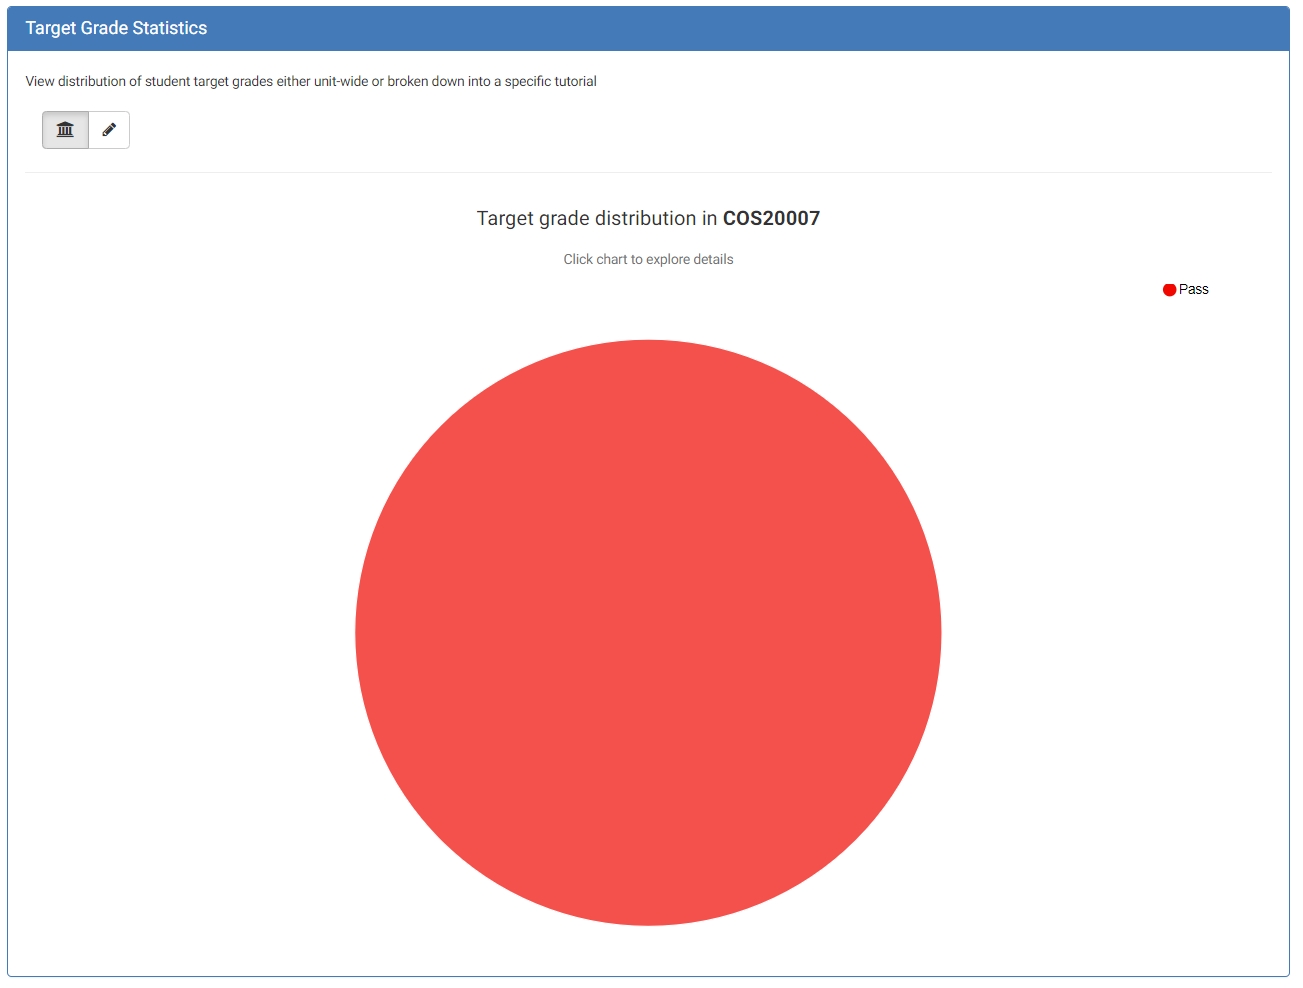 Target Grade Statistics
View distribution of student target grades either unit-wide or broken down into a specific tutorial
Target grade distribution in COS20007
Click chart to explore details
Pass